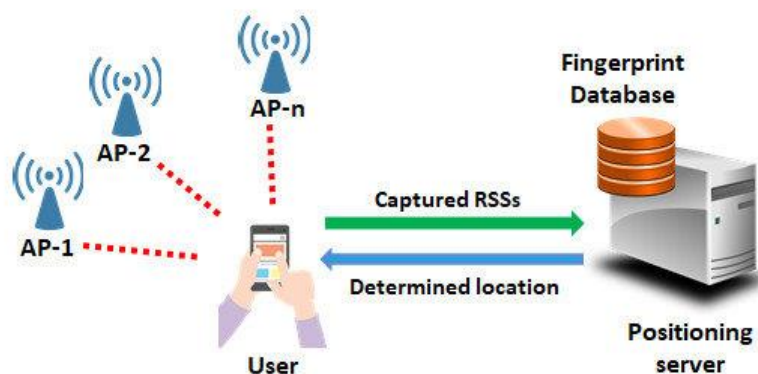 AP-n
AP-2
AP-1
User
Captured RSSs
Determined location
Fingerprint
Database
Positioning
server